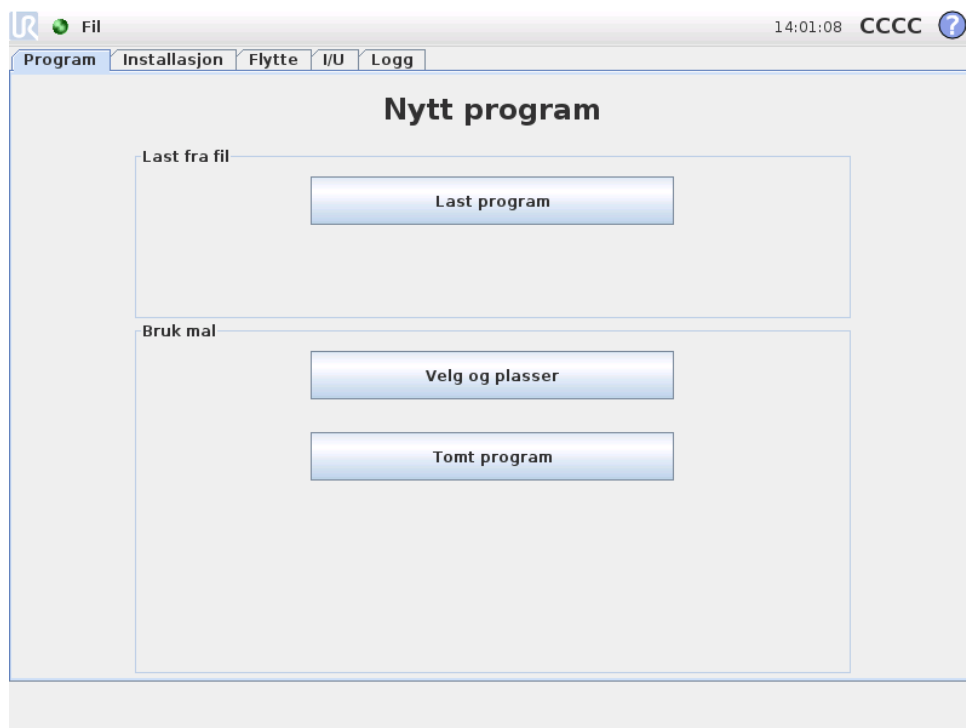 UR Fil 14:01:08 CCCC ?
Program Installasjon Flytte I/U Logg
Nytt program
Last fra fil
Last program
Bruk mal
Velg og plasser
Tomt program